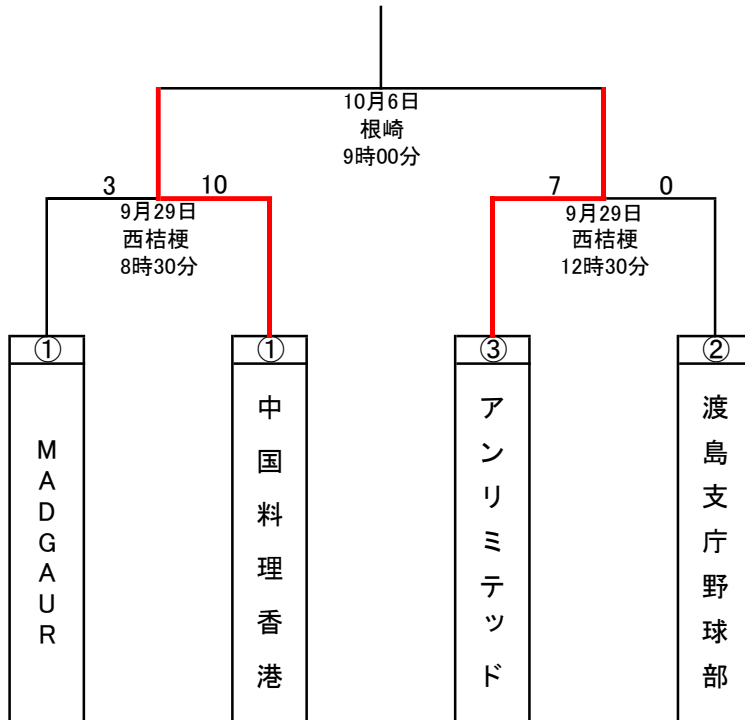 10月6日
根崎
9時00分
3
10
7
0
9月29日
西桔梗
8時30分
9月29日
西桔梗
12時30分
①
①
③
②
MADGAUR
中国料理香港
アンリミテッド
渡島支庁野球部